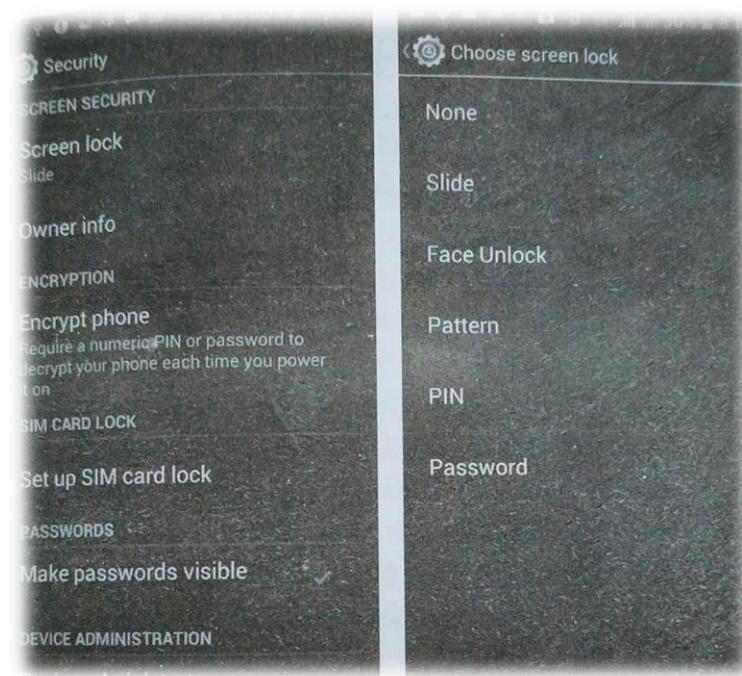 Security
SCREEN SECURITY
Screen lock
Slide
Owner info
ENCRYPTION
Encrypt phone
Require a numeric PIN or password to
decrypt your phone each time you power
it on
SIM CARD LOCK
Set up SIM card lock
PASSWORDS
Make passwords visible
DEVICE ADMINISTRATION
Choose screen lock
None
Slide
Face Unlock
Pattern
PIN
Password